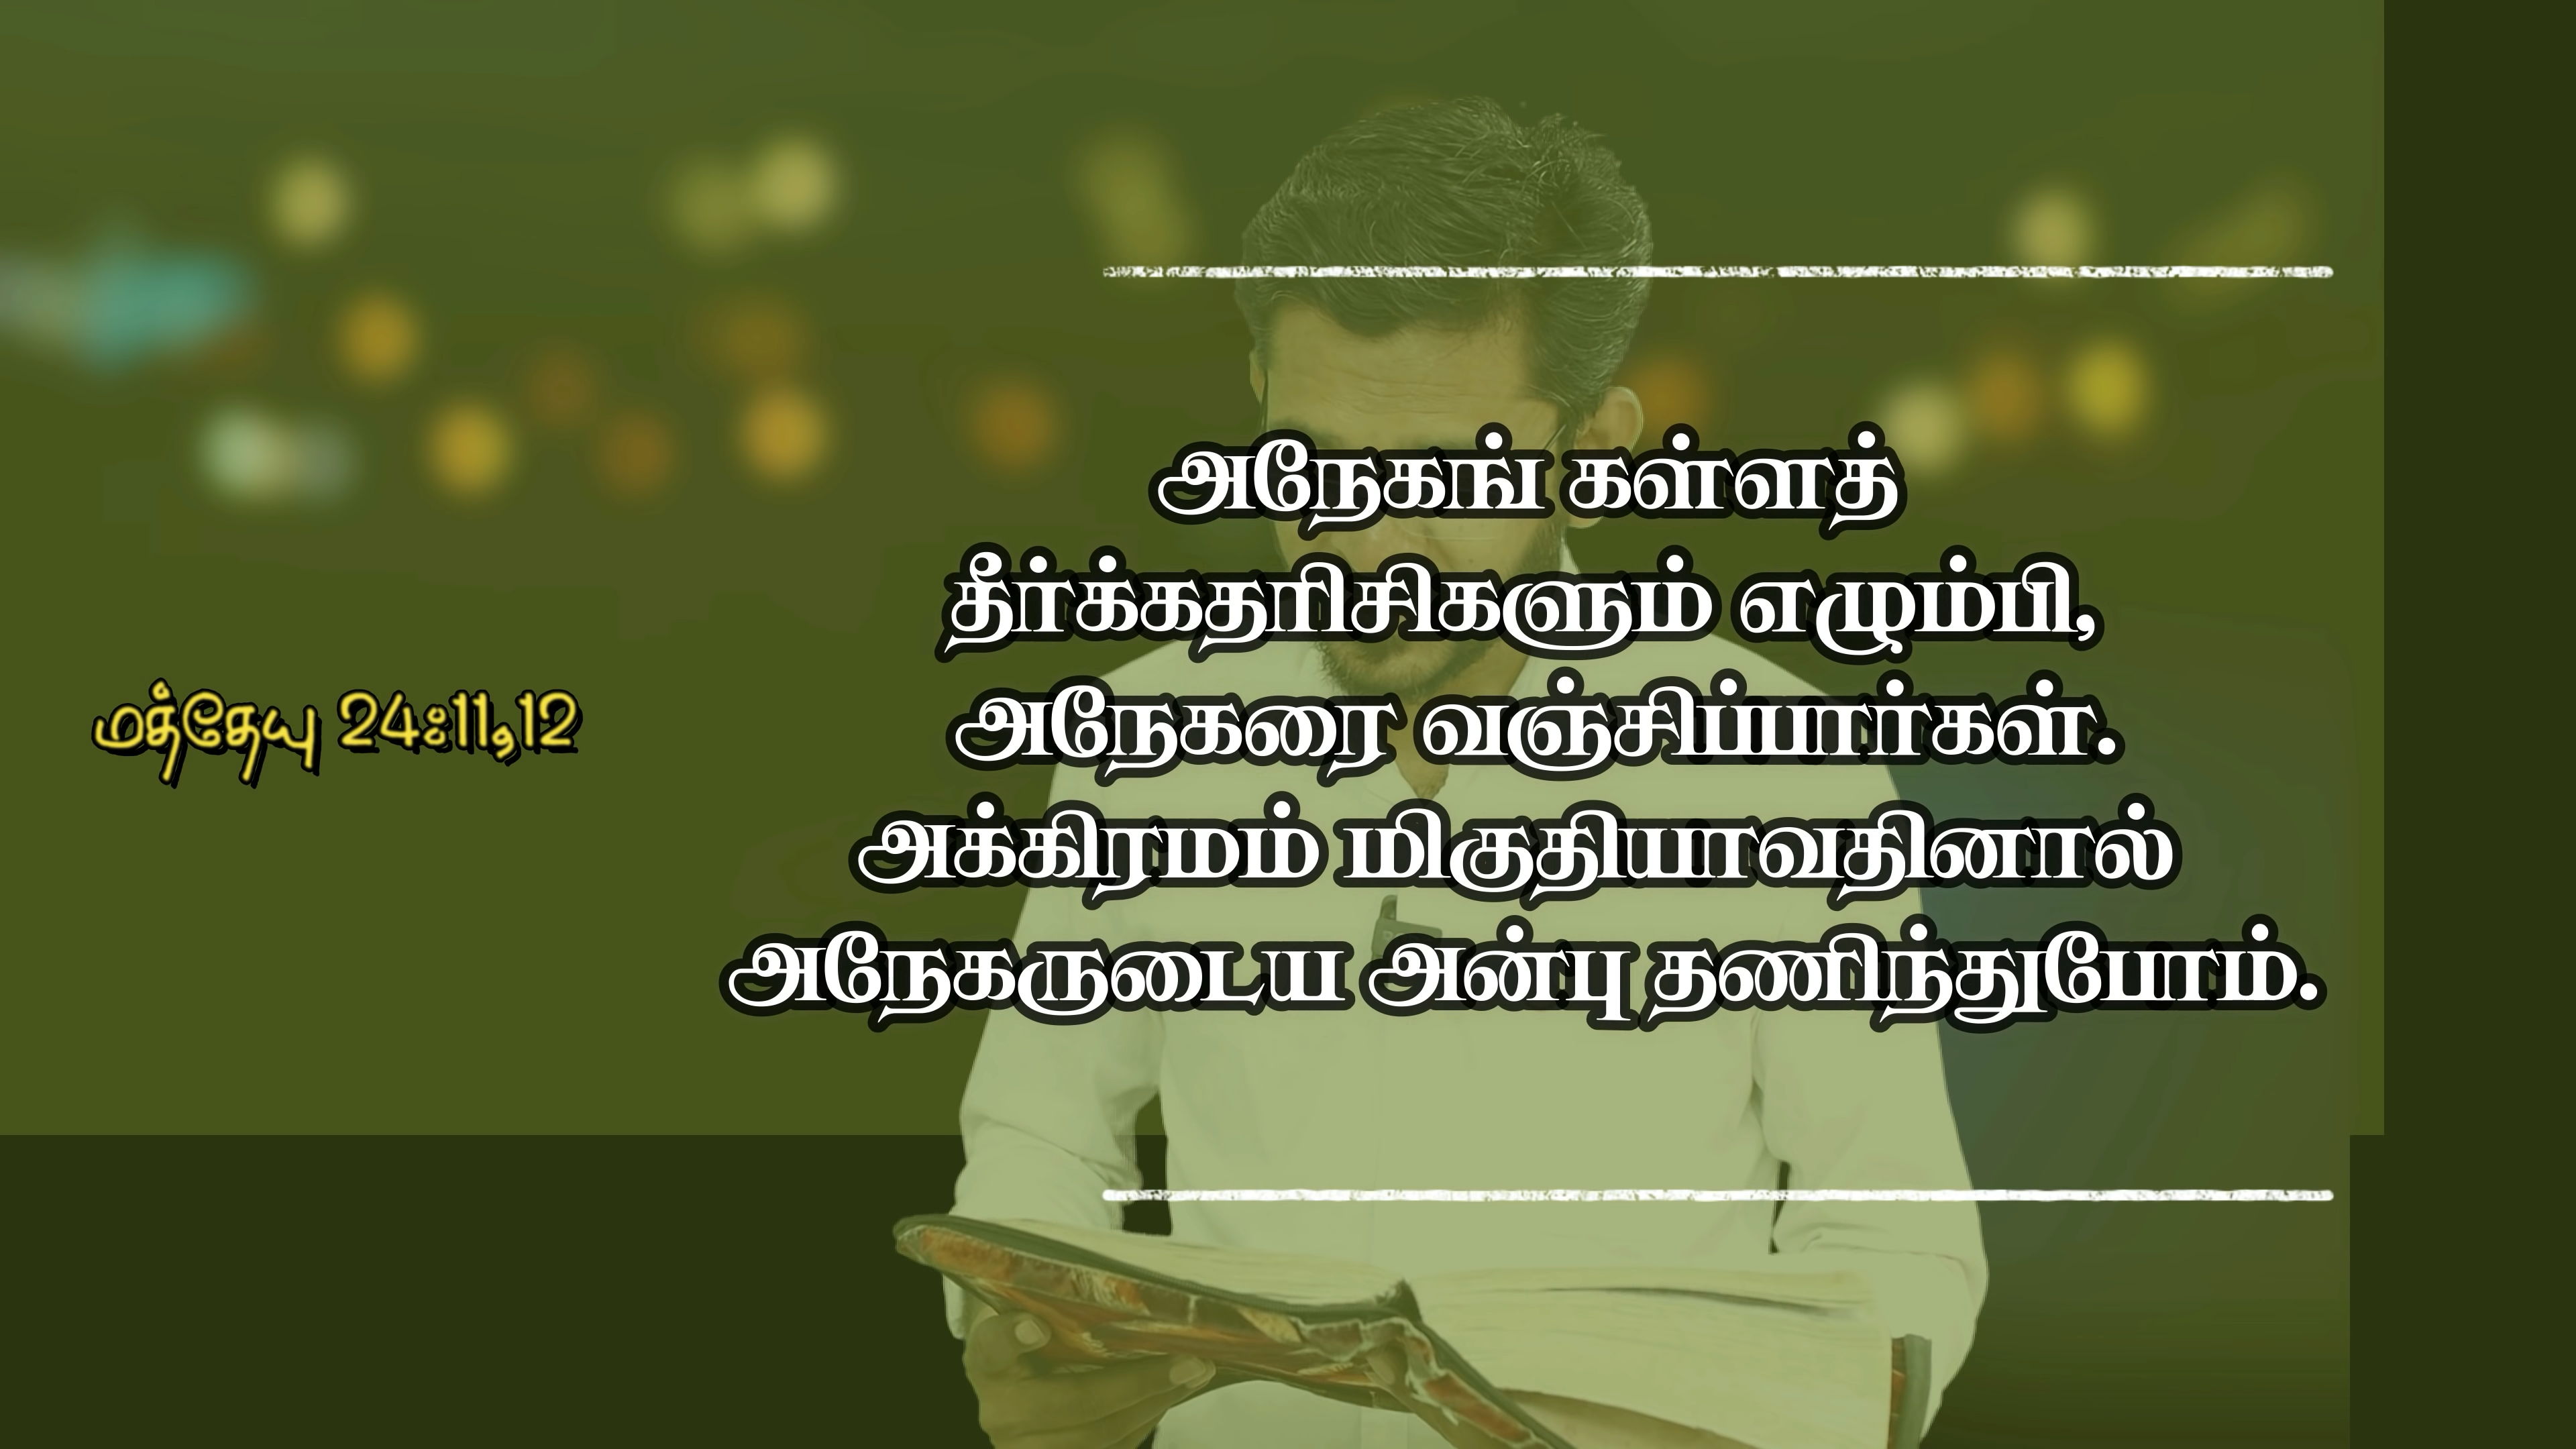 மத்தேயு 24:11,12
அநேகங் கள்ளத்
தீர்க்கதரிசிகளும் எழும்பி,
அநேகரை வஞ்சிப்பார்கள்.
அக்கிரமம் மிகுதியாவதினால்
அநேகருடைய அன்பு தணிந்துபோம்.